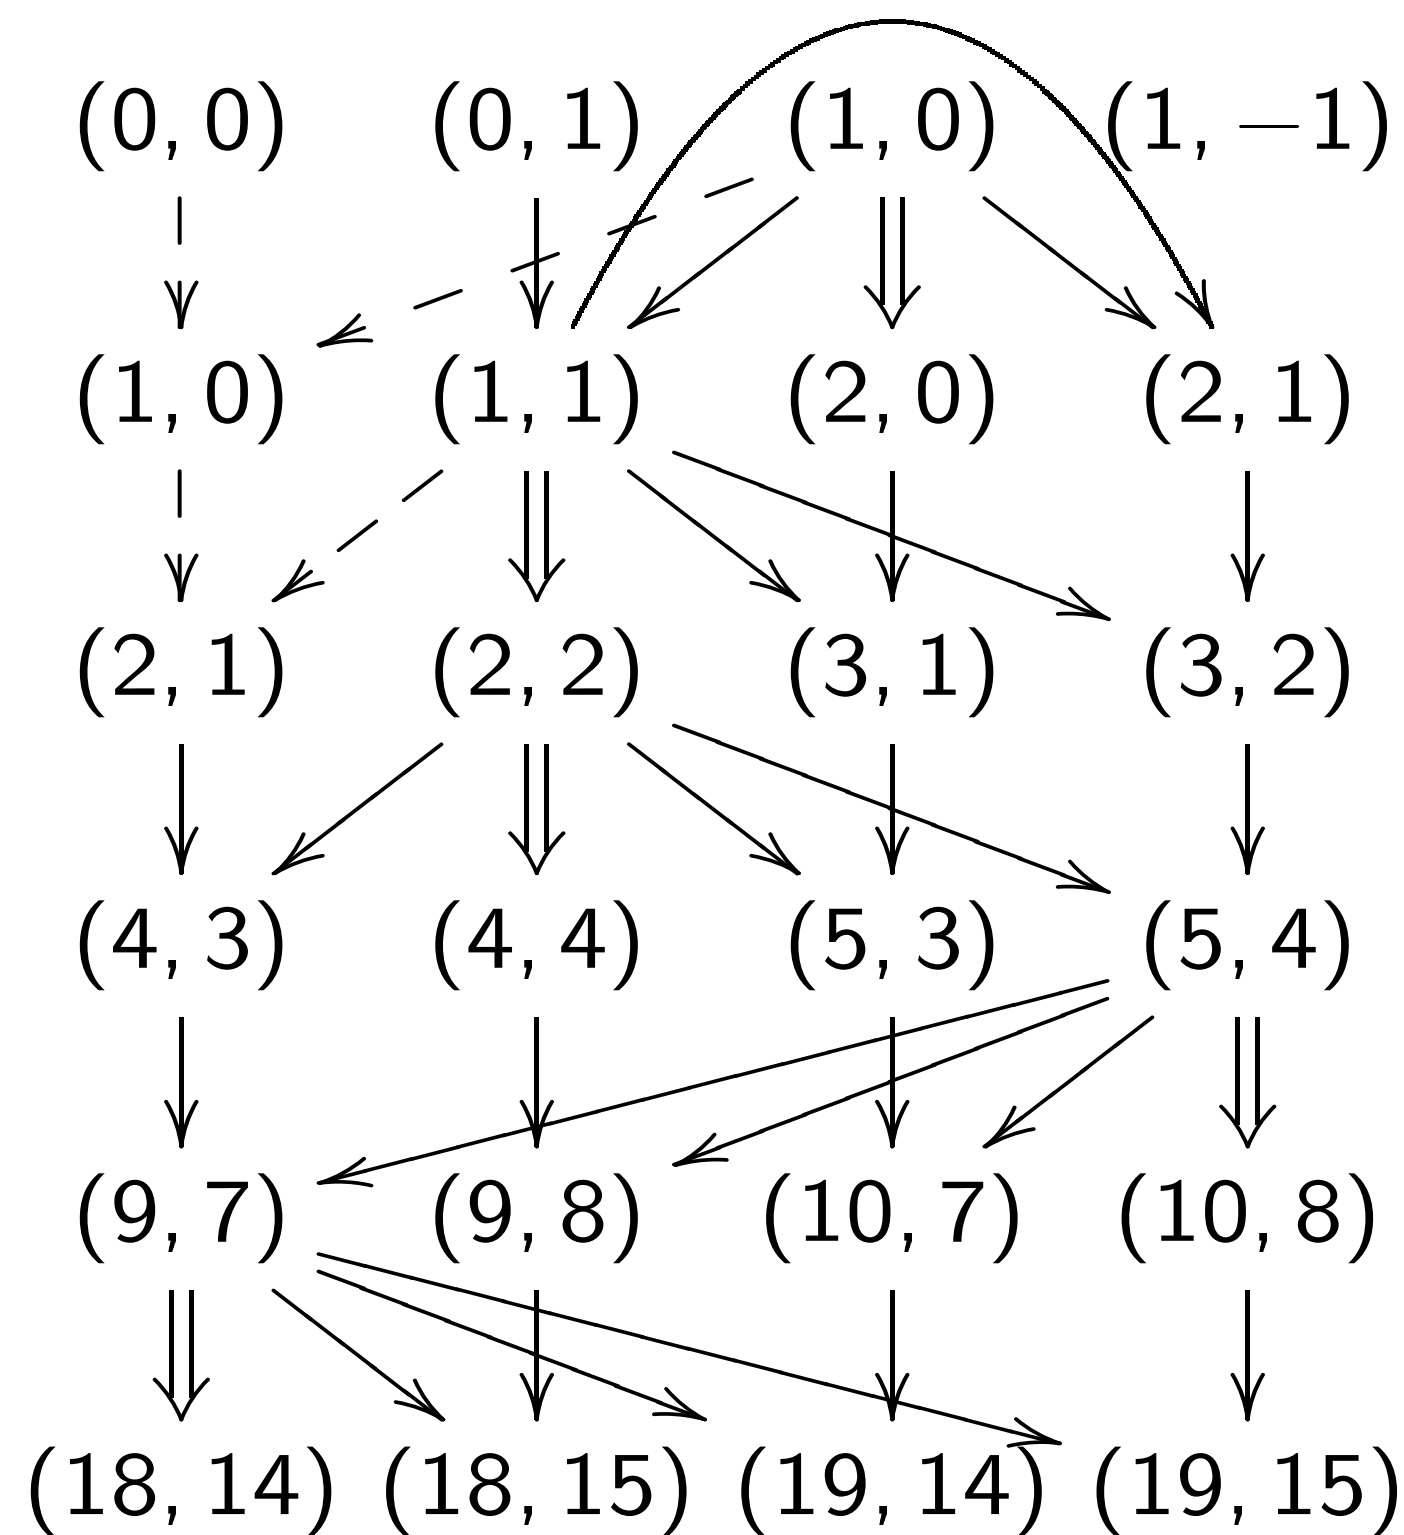 (0, 0) (0, 1) (1, 0) (1, −1)
(1, 0) (1, 1) (2, 0) (2, 1)
(2, 1) (2, 2) (3, 1) (3, 2)
(4, 3) (4, 4) (5, 3) (5, 4)
(9, 7) (9, 8) (10, 7) (10, 8)
(18, 14) (18, 15) (19, 14) (19, 15)